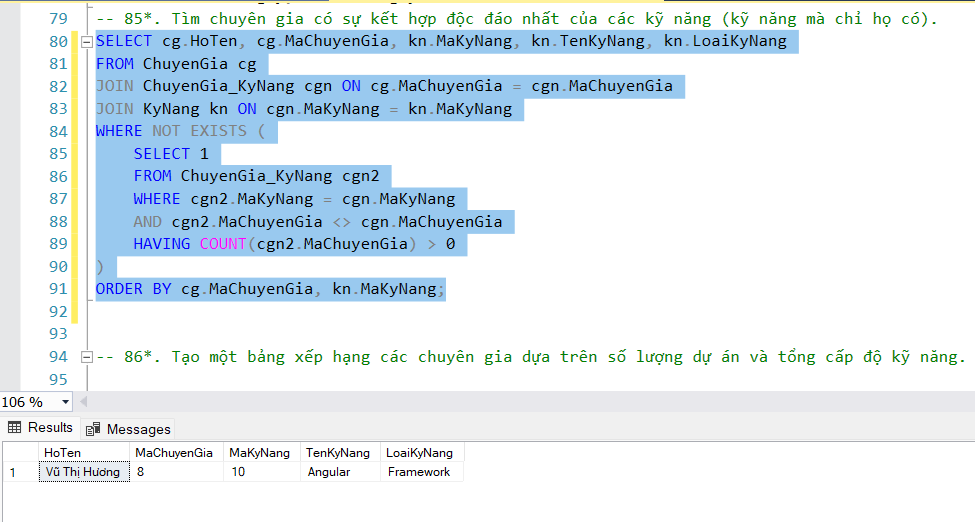 79 -- 85*. Tìm chuyên gia có sự kết hợp độc đáo nhất của các kỹ năng (kỹ năng mà chỉ họ có).
80 SELECT cg.HoTen, cg.MaChuyenGia, kn.MaKyNang, kn.TenKyNang, kn.LoaiKyNang
81 FROM ChuyenGia cg
82 JOIN ChuyenGia_KyNang cgn ON cg.MaChuyenGia = cgn.MaChuyenGia
83 JOIN KyNang kn ON cgn.MaKyNang = kn.MaKyNang
84 WHERE NOT EXISTS (
85 SELECT 1
86 FROM ChuyenGia_KyNang cgn2
87 WHERE cgn2.MaKyNang = cgn.MaKyNang
88 AND cgn2.MaChuyenGia <> cgn.MaChuyenGia
89 HAVING COUNT(cgn2.MaChuyenGia) > 0
90 )
91 ORDER BY cg.MaChuyenGia, kn.MaKyNang;
92
93
94 -- 86*. Tạo một bảng xếp hạng các chuyên gia dựa trên số lượng dự án và tổng cấp độ kỹ năng.
95
106 %
Results Messages
HoTen MaChuyenGia MaKyNang TenKyNang LoaiKyNang
1 Vũ Thị Hương 8 10 Angular Framework